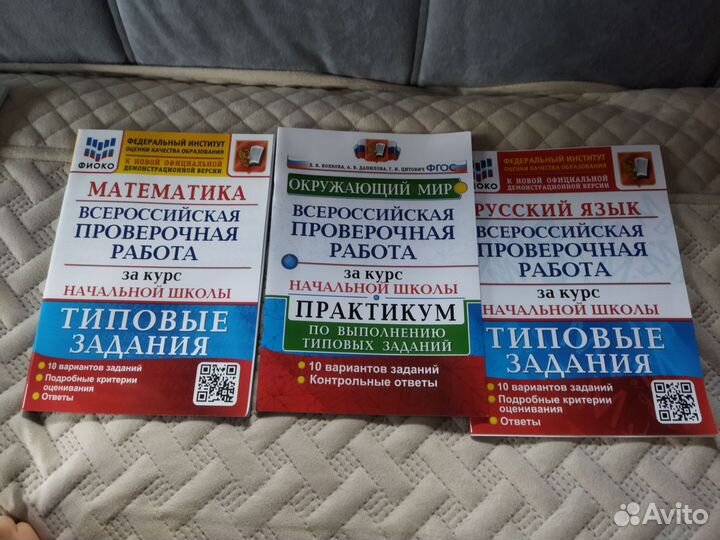 ФИОКО
ФЕДЕРАЛЬНЫЙ ИНСТИТУТ
ОЦЕНКИ КАЧЕСТВА ОБРАЗОВАНИЯ
К НОВОЙ ОФИЦИАЛЬНОЙ
ДЕМОНСТРАЦИОННОЙ ВЕРСИИ
МАТЕМАТИКА
ВСЕРОССИЙСКАЯ
ПРОВЕРОЧНАЯ
РАБОТА
за курс
НАЧАЛЬНОЙ ШКОЛЫ
ТИПОВЫЕ
ЗАДАНИЯ
10 вариантов заданий
Подробные критерии
оценивания
Ответы
Е. В. ВОЛКОВА, А. В. ДАНИЛОВА, Г. И. ЦИТОВИЧ
ФГОС
ОКРУЖАЮЩИЙ МИР
ВСЕРОССИЙСКАЯ
ПРОВЕРОЧНАЯ
РАБОТА
за курс
НАЧАЛЬНОЙ ШКОЛЫ
ПРАКТИКУМ
ПО ВЫПОЛНЕНИЮ
ТИПОВЫХ ЗАДАНИЙ
10 вариантов заданий
Контрольные ответы
ФИОКО
ФЕДЕРАЛЬНЫЙ ИНСТИТУТ
ОЦЕНКИ КАЧЕСТВА ОБРАЗОВАНИЯ
К НОВОЙ ОФИЦИАЛЬНОЙ
ДЕМОНСТРАЦИОННОЙ ВЕРСИИ
РУССКИЙ ЯЗЫК
ВСЕРОССИЙСКАЯ
ПРОВЕРОЧНАЯ
РАБОТА
за курс
НАЧАЛЬНОЙ ШКОЛЫ
ТИПОВЫЕ
ЗАДАНИЯ
10 вариантов заданий
Подробные критерии
оценивания
Ответы
Avito